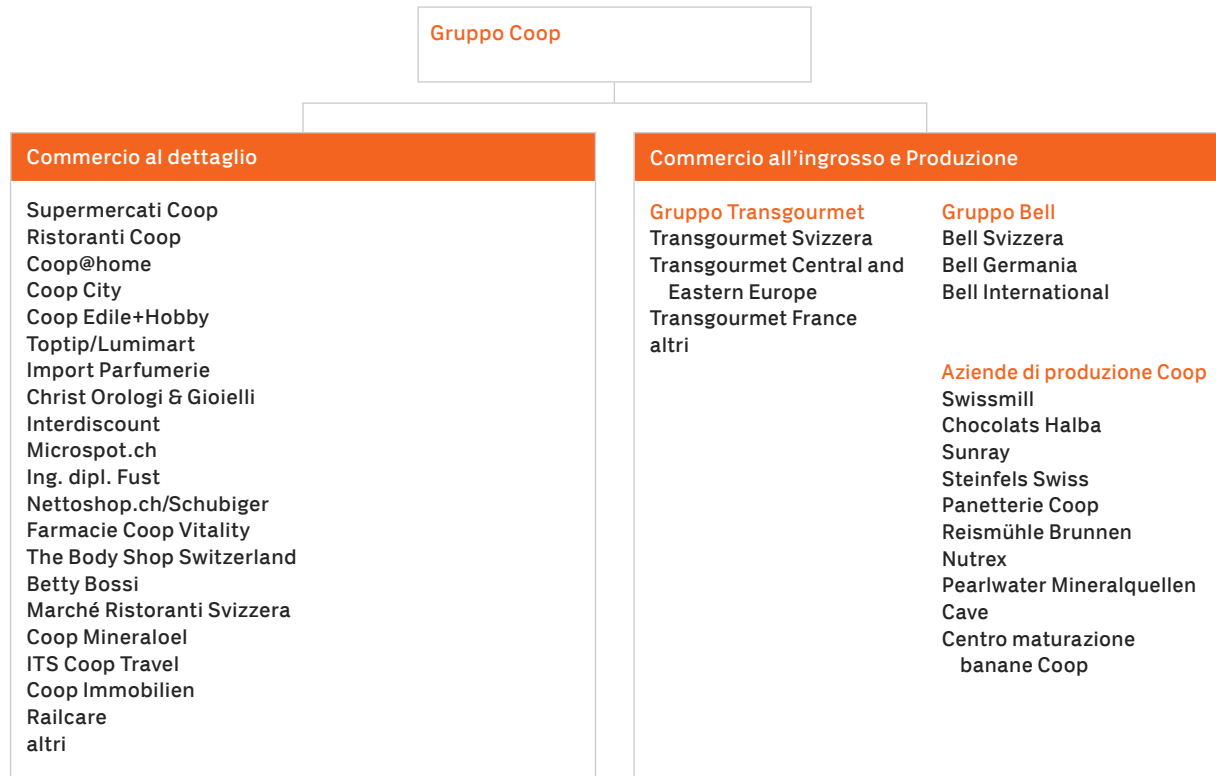 Gruppo Coop
Commercio al dettaglio
Supermercati Coop
Ristoranti Coop
Coop@home
Coop City
Coop Edile+Hobby
Toptip/Lumimart
Import Parfumerie
Christ Orologi & Gioielli
Interdiscount
Microspot.ch
Ing. dipl. Fust
Nettoshop.ch/Schubiger
Farmacie Coop Vitality
The Body Shop Switzerland
Betty Bossi
Marché Ristoranti Svizzera
Coop Mineraloel
ITS Coop Travel
Coop Immobilien
Railcare
altri
Commercio all’ingrosso e Produzione
Gruppo Transgourmet
Transgourmet Svizzera
Transgourmet Central and
Eastern Europe
Transgourmet France
altri
Gruppo Bell
Bell Svizzera
Bell Germania
Bell International
Aziende di produzione Coop
Swissmill
Chocolats Halba
Sunray
Steinfels Swiss
Panetterie Coop
Reismühle Brunnen
Nutrex
Pearlwater Mineralquellen
Cave
Centro maturazione
banane Coop